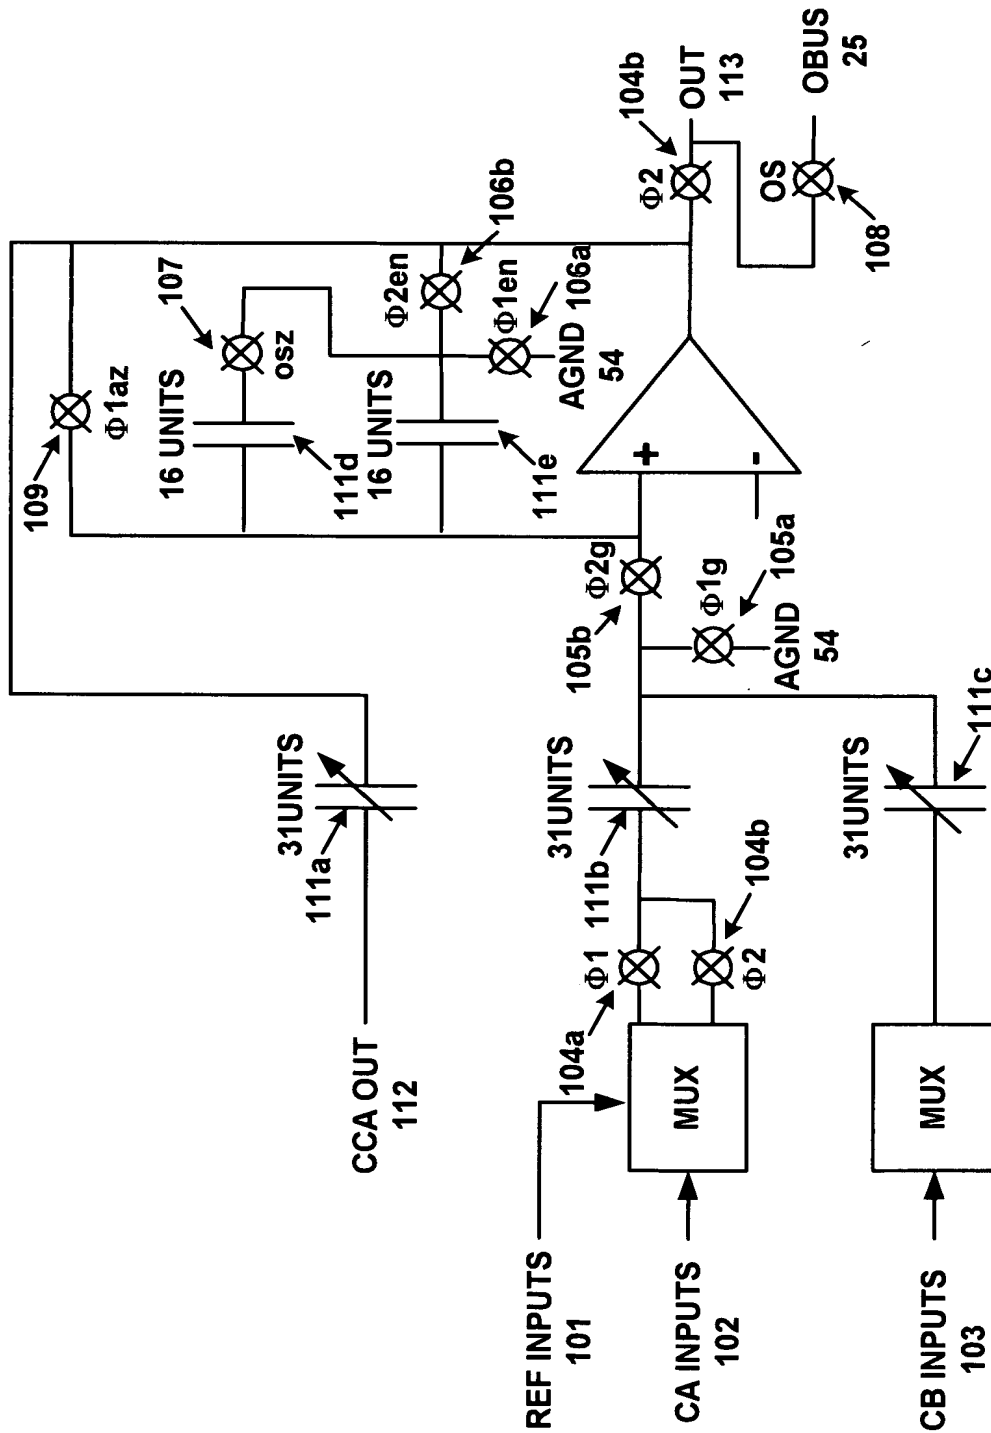 109
Φ1az
107
16 UNITS
osz
111d
16 UNITS
111e
Φ2en
106b
Φ1en
106a
AGND
54
31UNITS
111a
CCA OUT
112
Φ2
104b
OUT
113
OS
108
OBUS
25
+
-
Φ2g
105b
Φ1g
105a
AGND
54
31UNITS
111b
Φ1
104a
Φ2
104b
MUX
REF INPUTS
101
CA INPUTS
102
31UNITS
111c
MUX
CB INPUTS
103